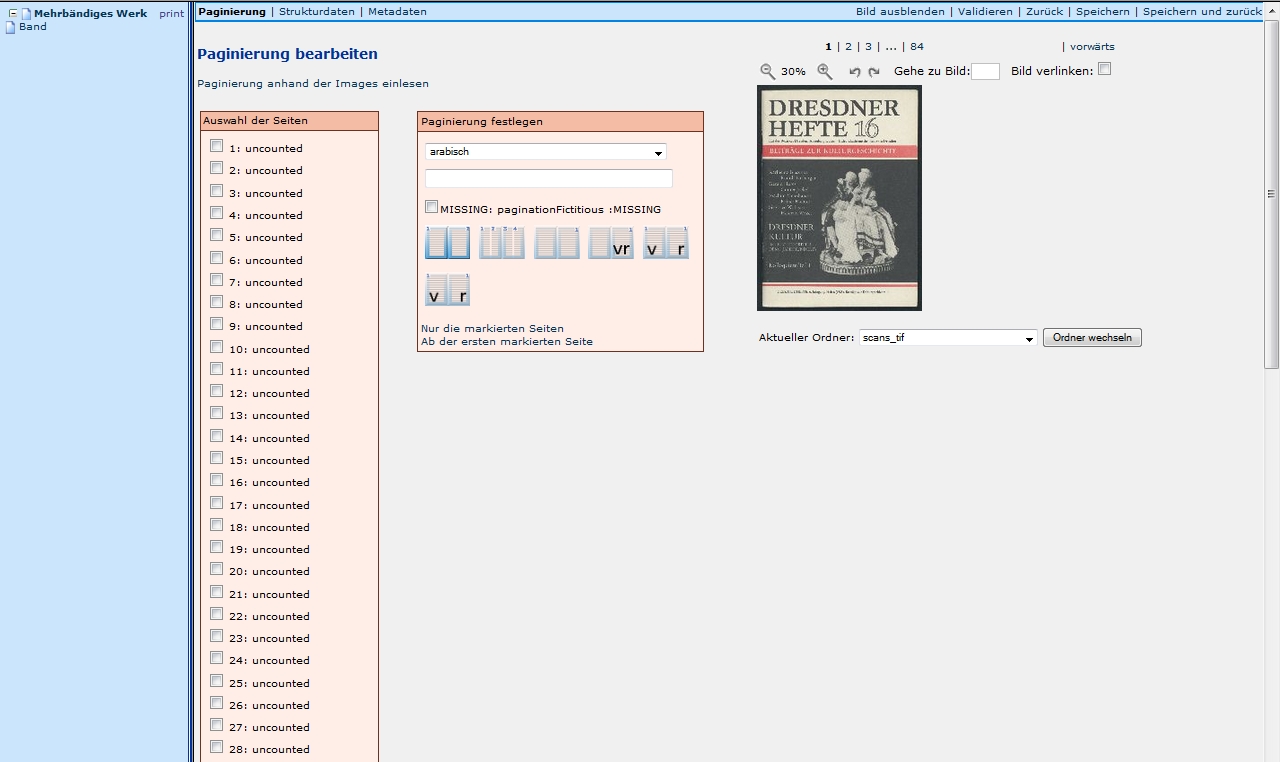 Mehrbändiges Werk print
Band
Paginierung | Strukturdaten | Metadaten
Bild ausblenden | Validieren | Zurück | Speichern | Speichern und zurück
Paginierung bearbeiten
Paginierung anhand der Images einlesen
Auswahl der Seiten
1: uncounted
2: uncounted
3: uncounted
4: uncounted
5: uncounted
6: uncounted
7: uncounted
8: uncounted
9: uncounted
10: uncounted
11: uncounted
12: uncounted
13: uncounted
14: uncounted
15: uncounted
16: uncounted
17: uncounted
18: uncounted
19: uncounted
20: uncounted
21: uncounted
22: uncounted
23: uncounted
24: uncounted
25: uncounted
26: uncounted
27: uncounted
28: uncounted
Paginierung festlegen
arabisch
MISSING: paginationFictitious :MISSING
vr
v r
v r
Nur die markierten Seiten
Ab der ersten markierten Seite
1 | 2 | 3 | ... | 84
| vorwärts
30%
Gehe zu Bild:
Bild verlinken:
DRESDNER
HEFTE 16
BEITRÄGE ZUR KULTURGESCHICHTE
DRESDNER
KULTUR
Aktueller Ordner: scans_tif Ordner wechseln